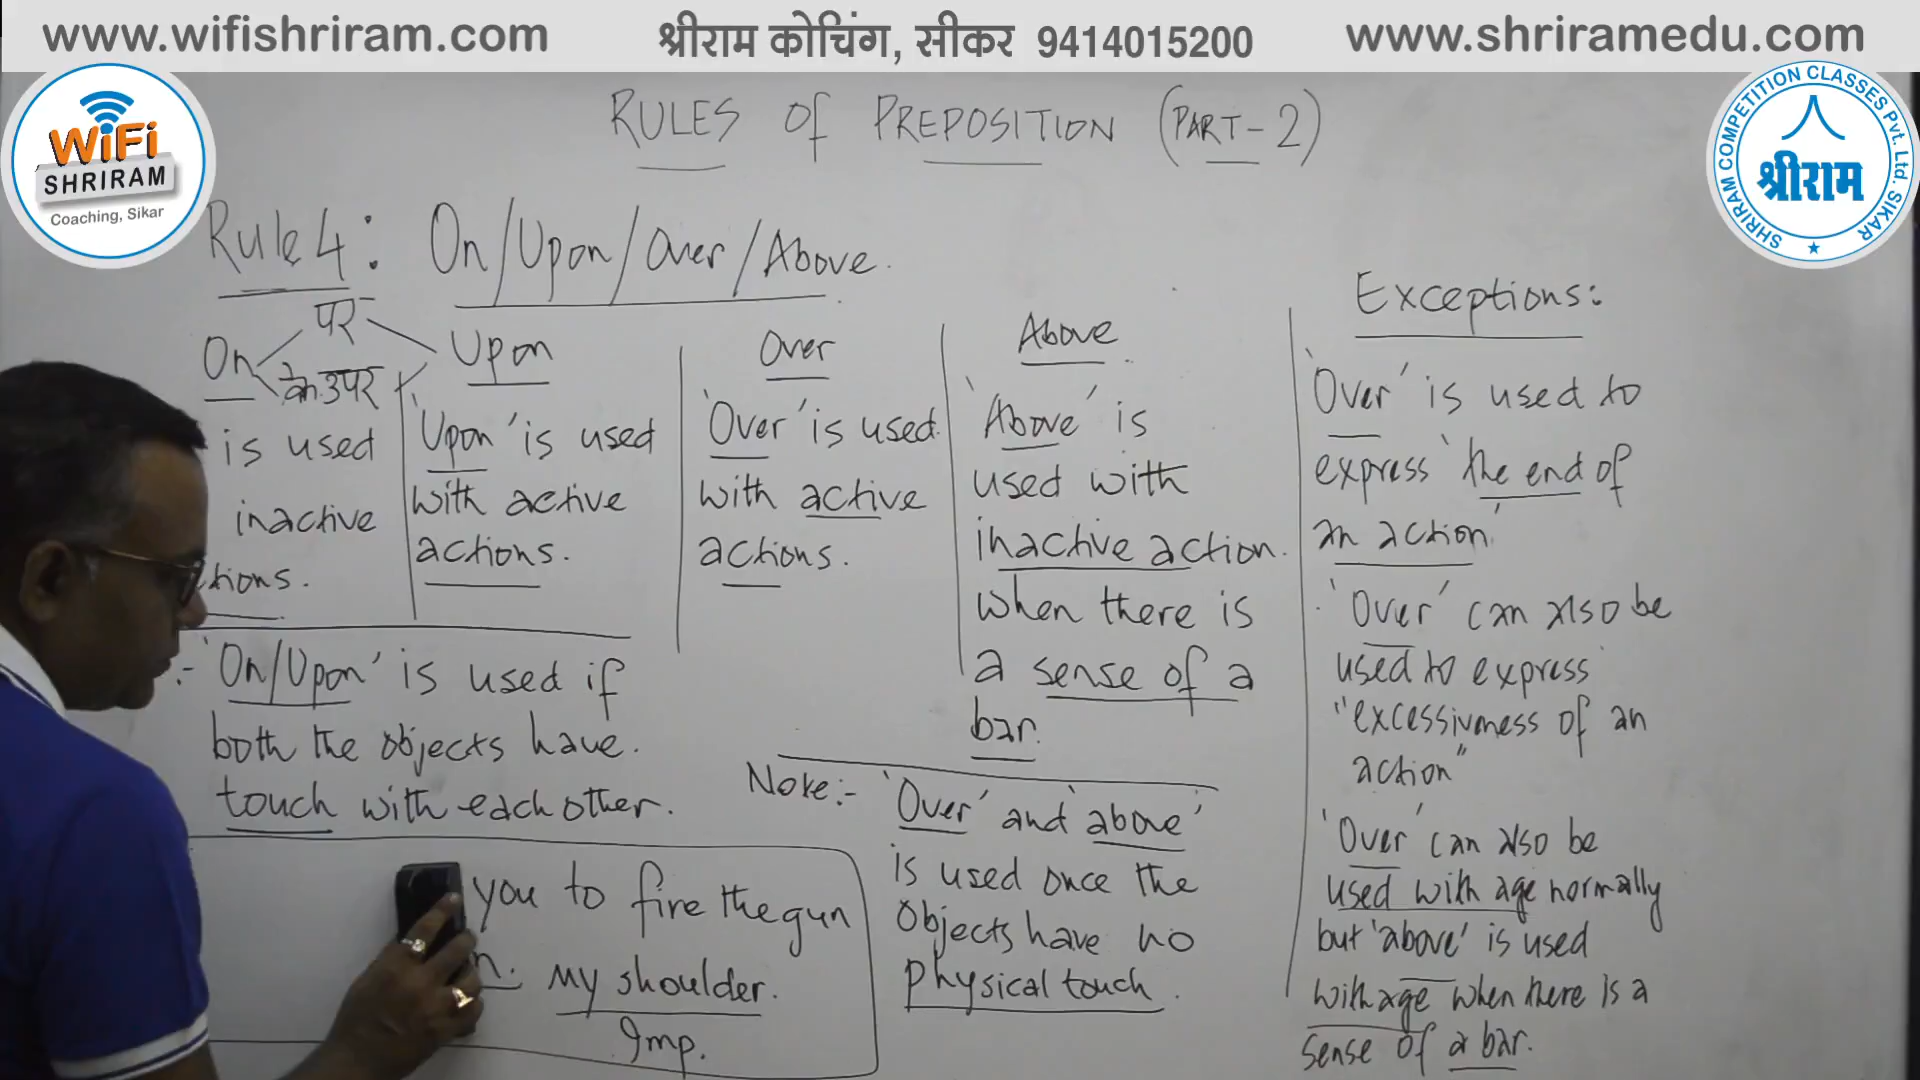 www.wifishriram.com
श्रीराम कोचिंग, सीकर 9414015200
www.shriramedu.com
WiFi
SHRIRAM
Coaching, Sikar
SHRIRAM COMPETITION CLASSES Pvt. Ltd. SIKAR
श्रीराम
RULES of PREPOSITION (PART-2)
Rule 4: On/Upon/Over/Above.
On
पर
के उपर
is used
inactive
tions.
Upon
'Upon' is used
with active
actions.
Over
'Over' is used
with active
actions.
Above
'Above' is
used with
inactive action.
when there is
a sense of a
bar.
:- 'On/Upon' is used if
both the objects have.
touch with each other.
you to fire the gun
n. my shoulder.
Imp.
Note:- 'Over' and 'above'
is used once the
objects have no
physical touch.
Exceptions:
'Over' is used to
express 'the end of
an action'
'Over' can also be
used to express
"excessivness of an
action"
'Over' can also be
used with age normally
but 'above' is used
with age when there is a
sense of a bar.